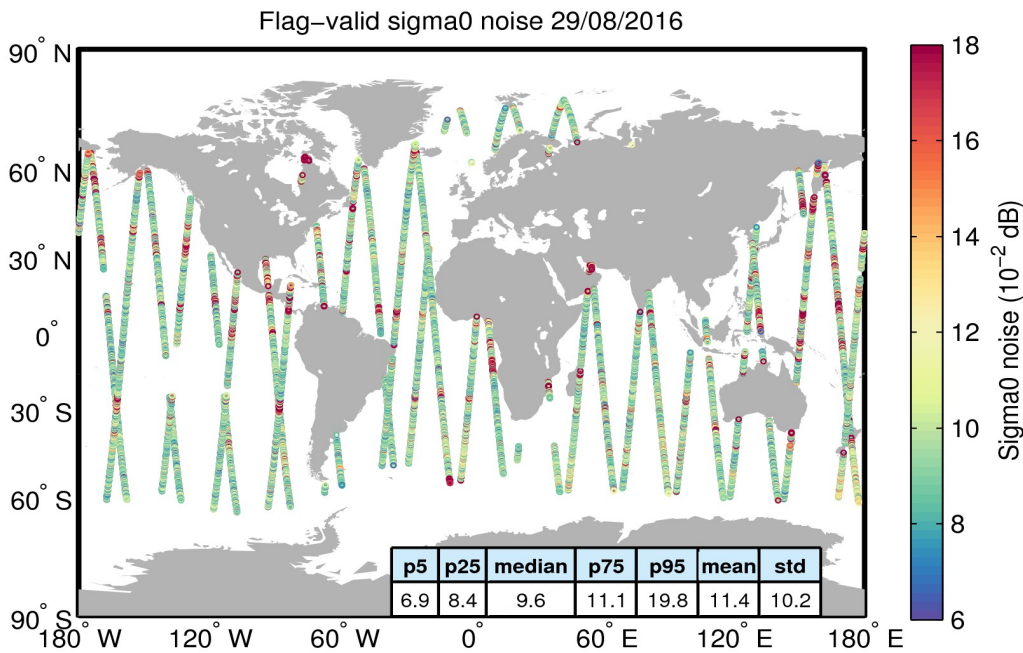 Flag−valid sigma0 noise 29/08/2016
90° N
60° N
30° N
0°
30° S
60° S
90° S
180° W
120° W
60° W
0°
60° E
120° E
180° E
p5 p25 median p75 p95 mean std
6.9 8.4 9.6 11.1 19.8 11.4 10.2
18
16
14
12
10
8
6
Sigma0 noise (10⁻² dB)